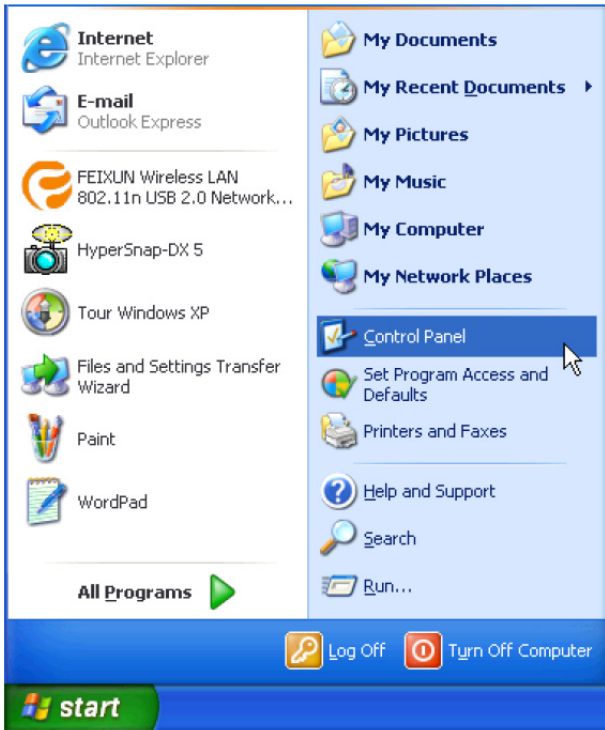 Internet
Internet Explorer
E-mail
Outlook Express
FEIXUN Wireless LAN
802.11n USB 2.0 Network...
HyperSnap-DX 5
Tour Windows XP
Files and Settings Transfer
Wizard
Paint
WordPad
All Programs
My Documents
My Recent Documents
My Pictures
My Music
My Computer
My Network Places
Control Panel
Set Program Access and
Defaults
Printers and Faxes
Help and Support
Search
Run...
Log Off
Turn Off Computer
start